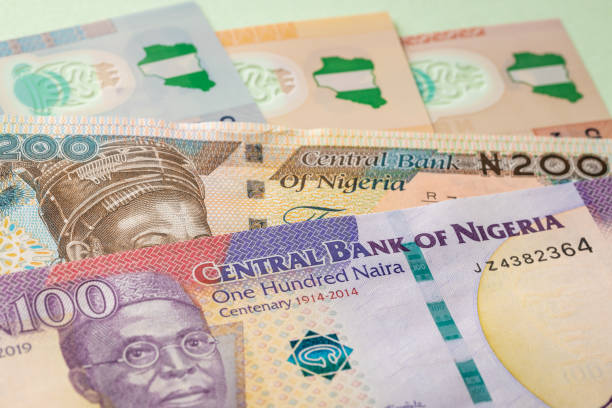 200
Central Bank
Of Nigeria
₦200
CENTRAL BANK OF NIGERIA
One Hundred Naira
Centenary 1914-2014
JZ4382364
₦100
2019